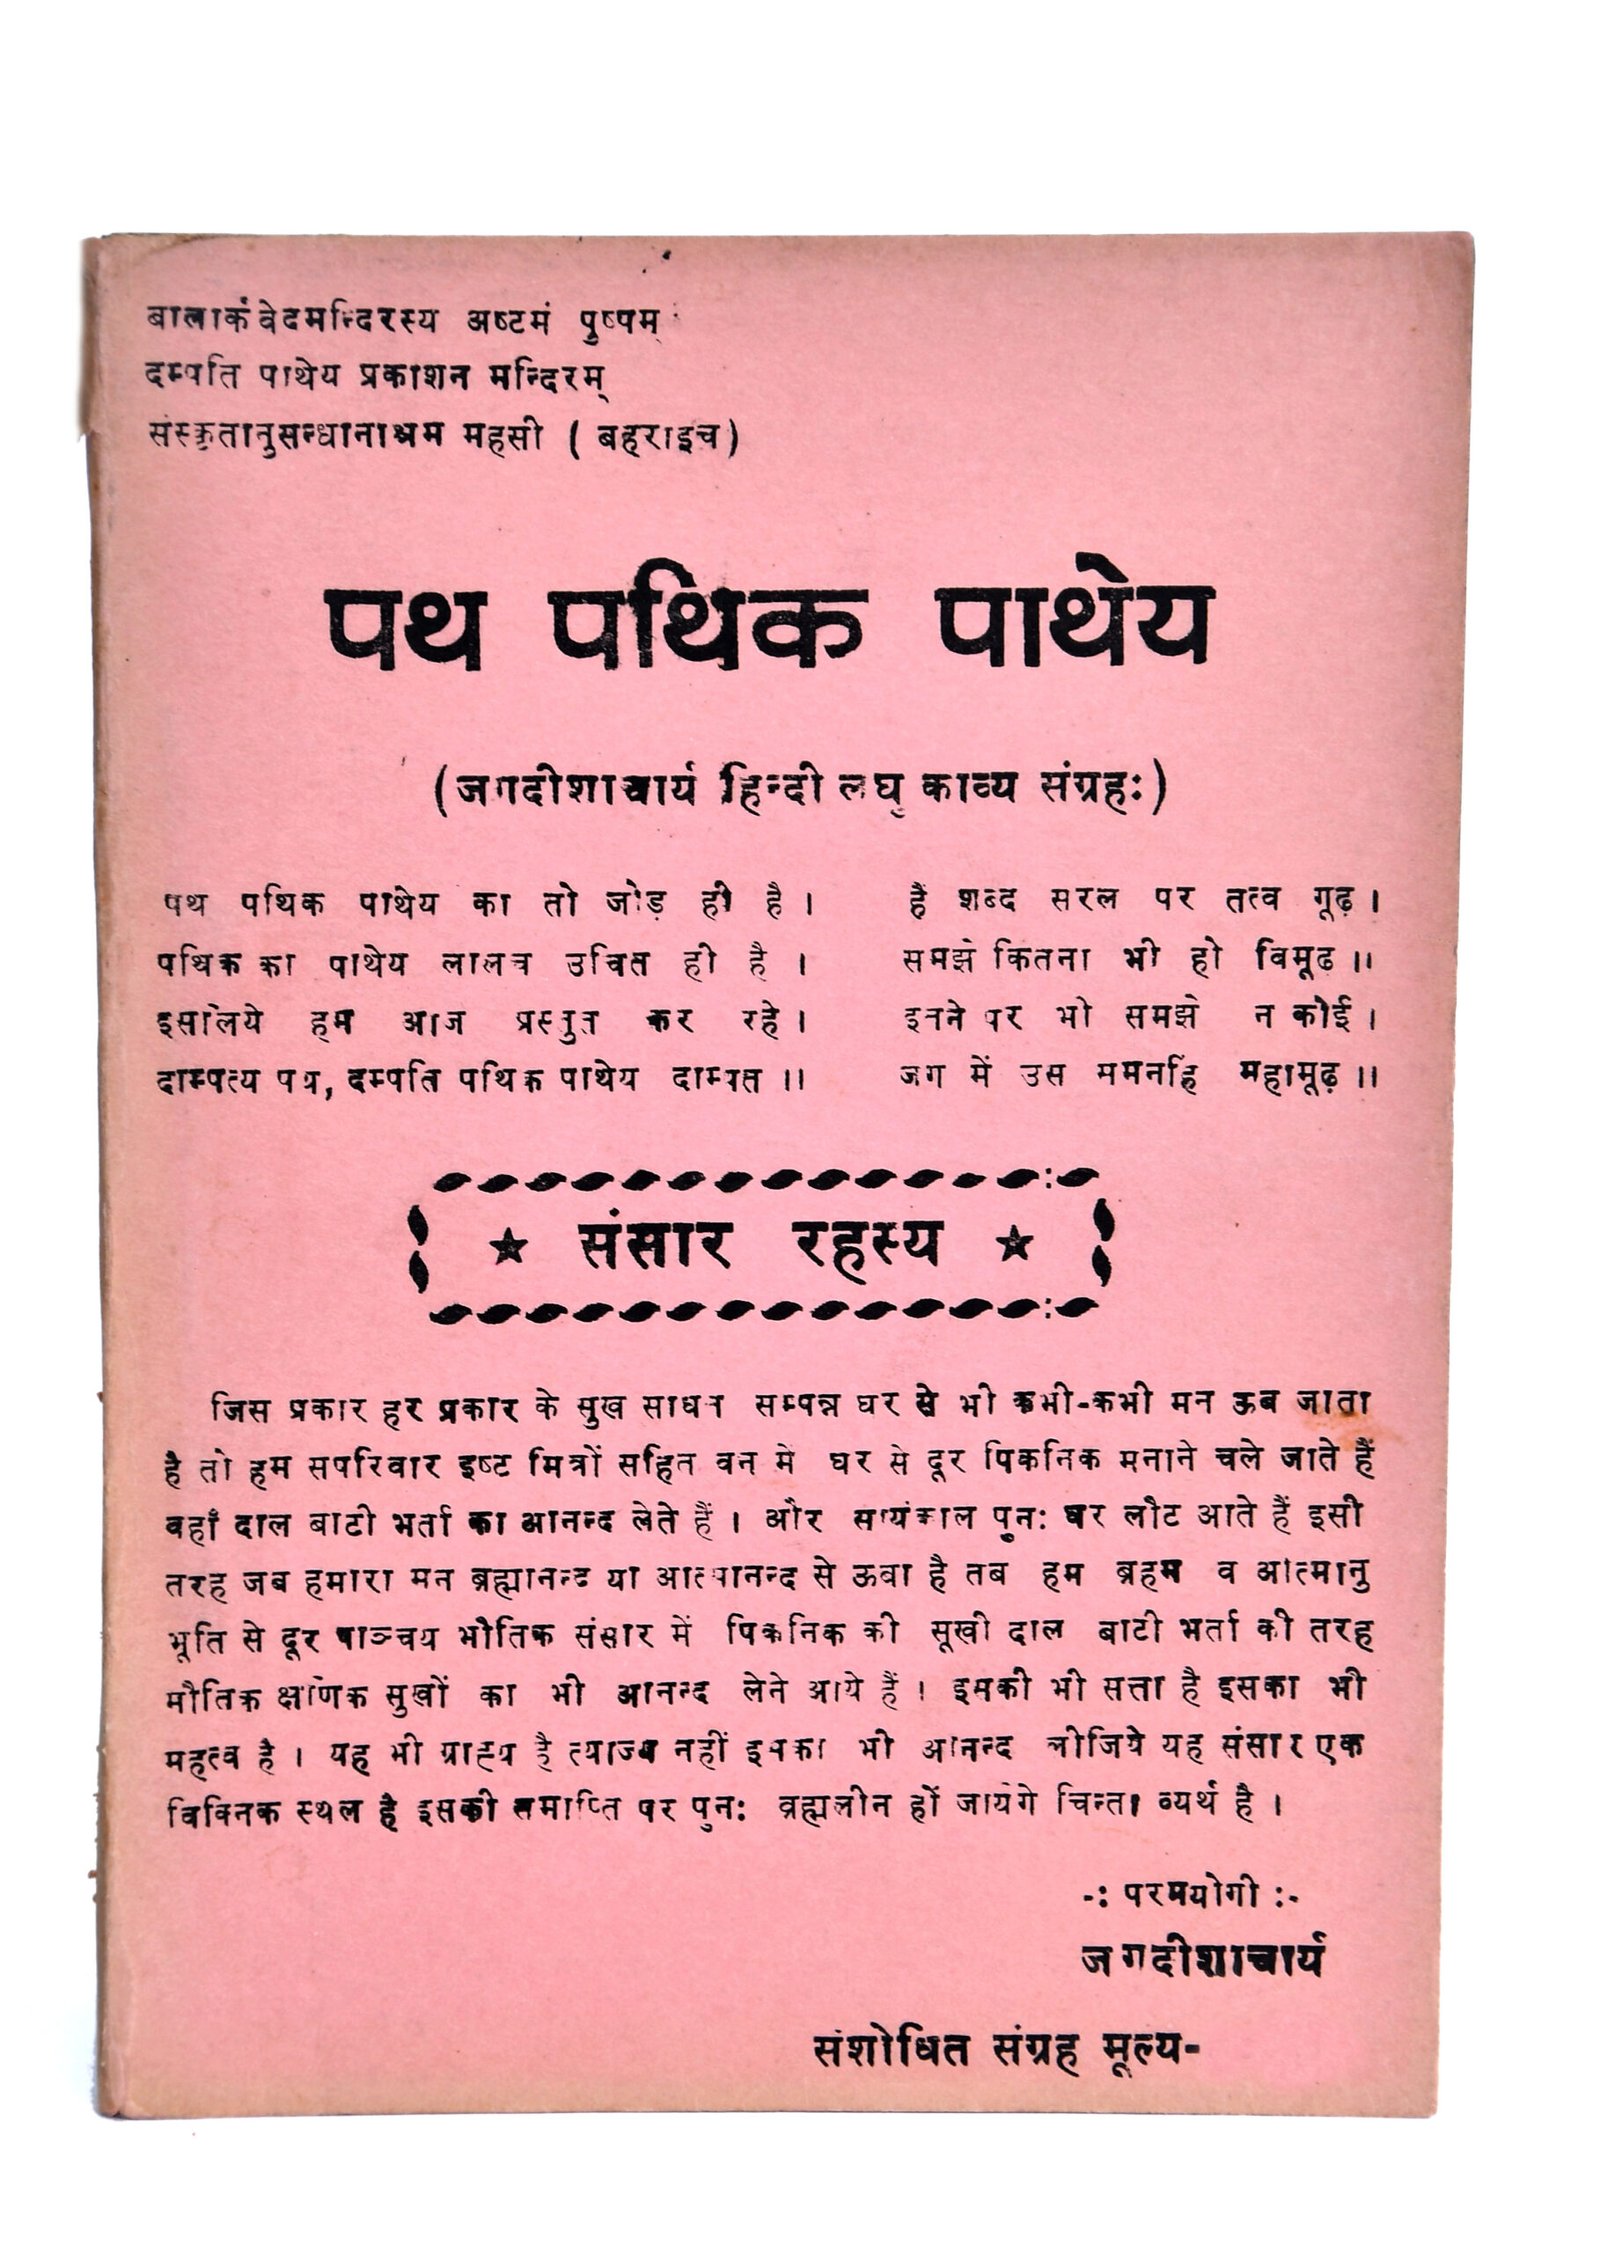 बालार्क वेदमन्दिरस्य अष्टमं पुष्पम्
दम्पति पाथेय प्रकाशन मन्दिरम्
संस्कृतानुसन्धानाश्रम महसी ( बहराइच )
पथ पथिक पाथेय
(जगदीशाचार्य हिन्दी लघु काव्य संग्रहः)
पथ पथिक पाथेय का तो जोड़ ही है ।
पथिक का पाथेय लालच उचित ही है ।
इसलिये हम आज प्रस्तुत कर रहे ।
दाम्पत्य पथ, दम्पति पथिक पाथेय दाम्पत ।।
हैं शब्द सरल पर तत्व गूढ़ ।
समझे कितना भी हो विमूढ ।।
इतने पर भी समझे न कोई ।
जग में उस ममनहिं महामूढ़ ।।
★ संसार रहस्य ★
जिस प्रकार हर प्रकार के सुख साधन सम्पन्न घर से भी कभी-कभी मन ऊब जाता
है तो हम सपरिवार इष्ट मित्रों सहित वन मे घर से दूर पिकनिक मनाने चले जाते हैं
वहाँ दाल बाटी भर्ता का आनन्द लेते हैं । और सायंकाल पुनः घर लौट आते हैं इसी
तरह जब हमारा मन ब्रह्मानन्द या आत्मानन्द से ऊबा है तब हम ब्रहम व आत्मानु
भूति से दूर पाञ्चय भौतिक संसार में पिकनिक की सूखी दाल बाटी भर्ता की तरह
भौतिक क्षणिक सुखों का भी आनन्द लेने आये हैं । इसकी भी सत्ता है इसका भी
महत्व है । यह भी ग्राह्य है त्याज्य नहीं इसका भी आनन्द लीजिये यह संसार एक
विक्निक स्थल है इसकी समाप्ति पर पुनः ब्रह्मलीन हों जायेगे चिन्ता व्यर्थ है ।
-: परमयोगी :-
जगदीशाचार्य
संशोधित संग्रह मूल्य-